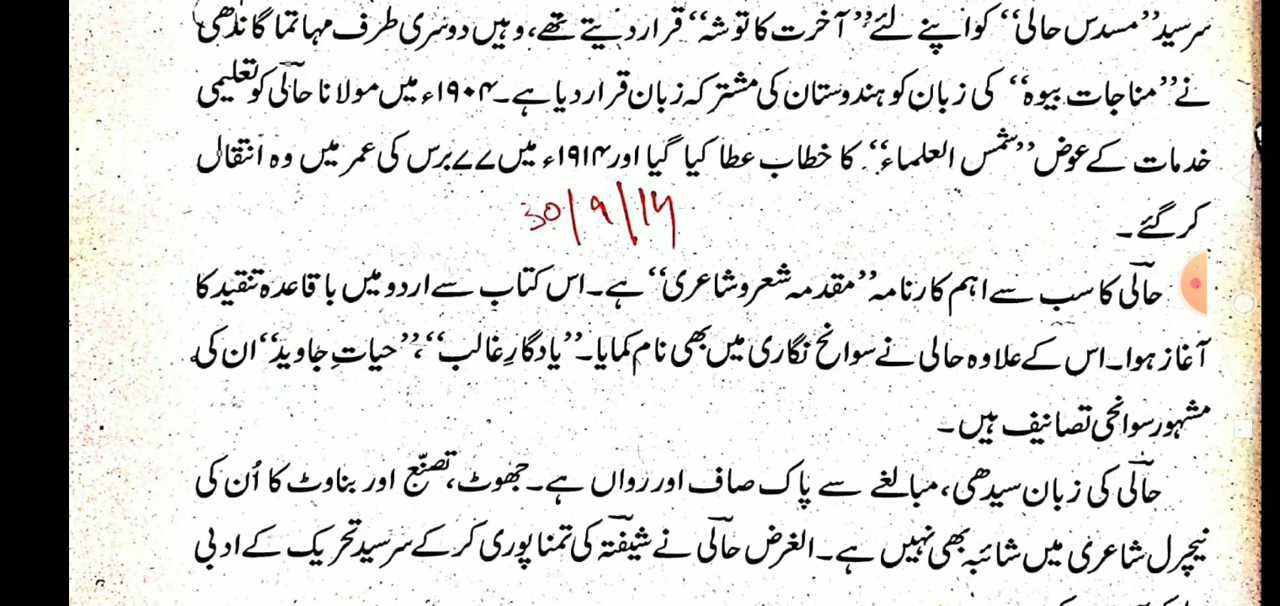 سرسید ”مسدس حالی“ کو اپنے لئے ”آخرت کا توشہ“ قرار دیتے تھے، وہیں دوسری طرف مہاتما گاندھی
نے ”مناجات بیوہ“ کی زبان کو ہندوستان کی مشترکہ زبان قرار دیا ہے۔ ۱۹۰۴ء میں مولانا حالیؔ کو تعلیمی
خدمات کے عوض ”شمس العلماء“ کا خطاب عطا کیا گیا اور ۱۹۱۴ء میں ۷۷ برس کی عمر میں وہ انتقال
کر گئے۔
30/9/14
حالیؔ کا سب سے اہم کارنامہ ”مقدمہ شعر و شاعری“ ہے۔ اس کتاب سے اردو میں باقاعدہ تنقید کا
آغاز ہوا۔ اس کے علاوہ حالی نے سوانح نگاری میں بھی نام کمایا۔ ”یادگارِ غالب“، ”حیاتِ جاوید“ ان کی
مشہور سوانحی تصانیف ہیں۔
حالیؔ کی زبان سیدھی، مبالغے سے پاک صاف اور رواں ہے۔ جھوٹ، تصنّع اور بناوٹ کا اُن کی
نیچرل شاعری میں شائبہ بھی نہیں ہے۔ الغرض حالیؔ نے شیفتہؔ کی تمنا پوری کر کے سرسید تحریک کے ادبی